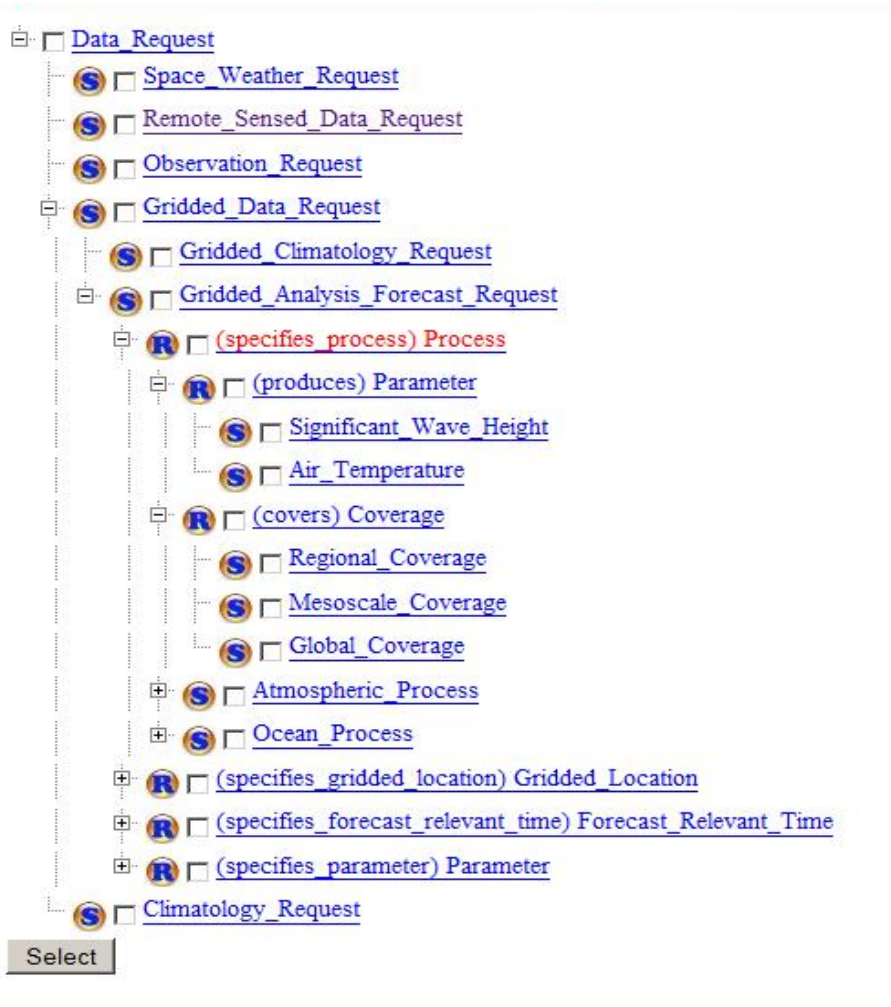 Data_Request
S Space_Weather_Request
S Remote_Sensed_Data_Request
S Observation_Request
S Gridded_Data_Request
S Gridded_Climatology_Request
S Gridded_Analysis_Forecast_Request
R (specifies_process) Process
R (produces) Parameter
S Significant_Wave_Height
S Air_Temperature
R (covers) Coverage
S Regional_Coverage
S Mesoscale_Coverage
S Global_Coverage
S Atmospheric_Process
S Ocean_Process
R (specifies_gridded_location) Gridded_Location
R (specifies_forecast_relevant_time) Forecast_Relevant_Time
R (specifies_parameter) Parameter
S Climatology_Request
Select